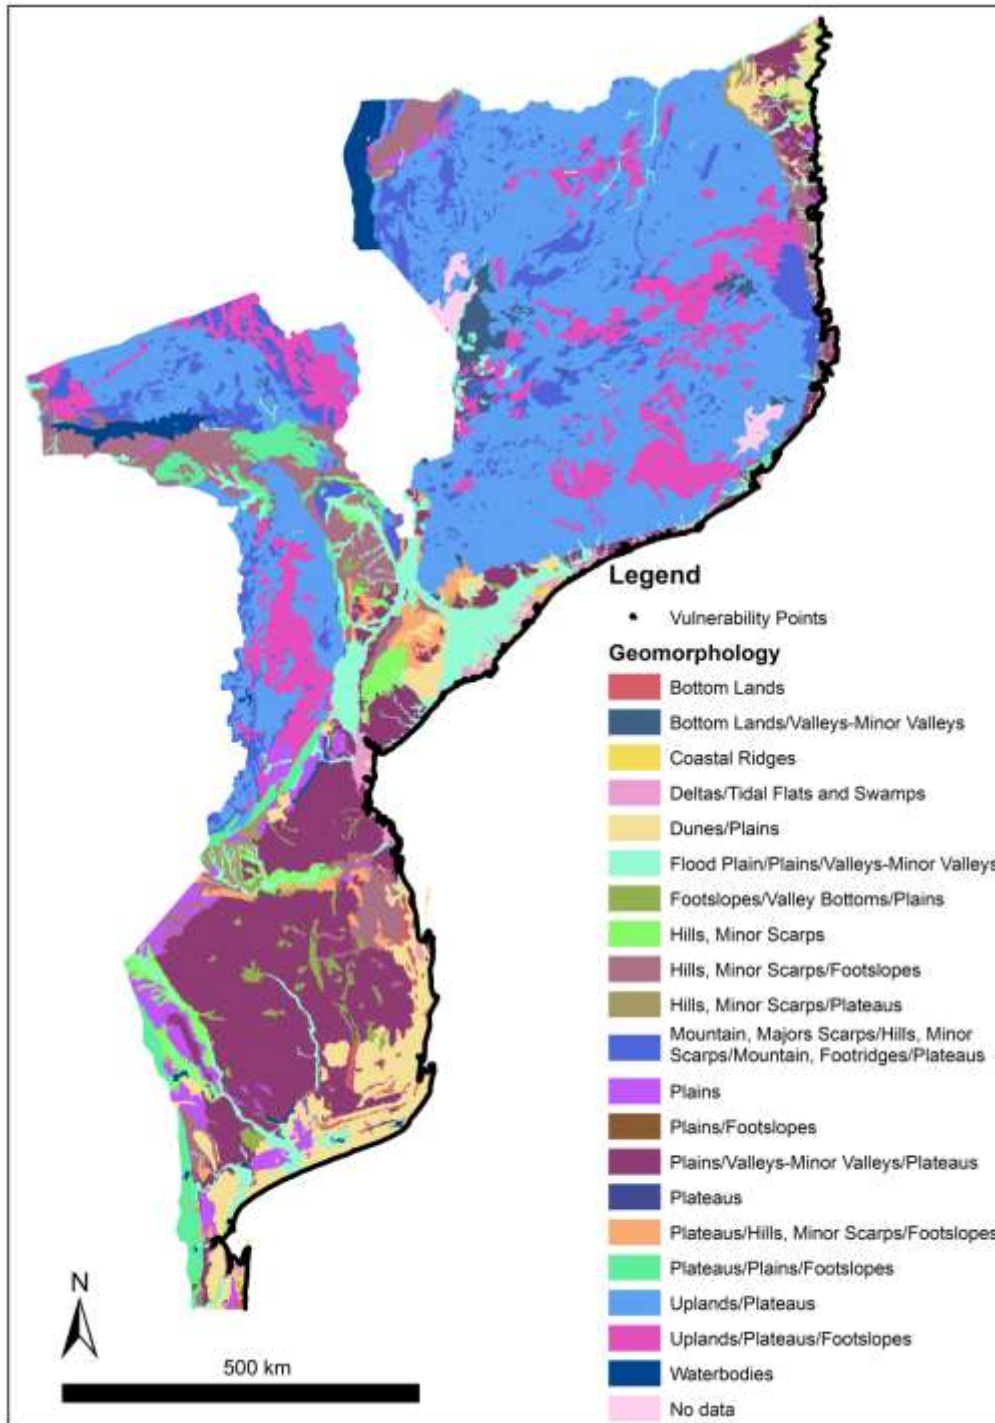 Legend
Vulnerability Points
Geomorphology
Bottom Lands
Bottom Lands/Valleys-Minor Valleys
Coastal Ridges
Deltas/Tidal Flats and Swamps
Dunes/Plains
Flood Plain/Plains/Valleys-Minor Valleys
Footslopes/Valley Bottoms/Plains
Hills, Minor Scarps
Hills, Minor Scarps/Footslopes
Hills, Minor Scarps/Plateaus
Mountain, Majors Scarps/Hills, Minor
Scarps/Mountain, Footridges/Plateaus
Plains
Plains/Footslopes
Plains/Valleys-Minor Valleys/Plateaus
Plateaus
Plateaus/Hills, Minor Scarps/Footslopes
Plateaus/Plains/Footslopes
Uplands/Plateaus
Uplands/Plateaus/Footslopes
Waterbodies
No data
N
500 km